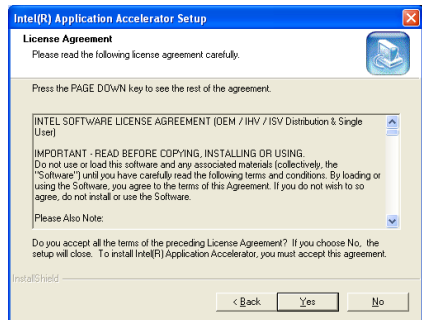 Intel(R) Application Accelerator Setup
License Agreement
Please read the following license agreement carefully.
Press the PAGE DOWN key to see the rest of the agreement.
INTEL SOFTWARE LICENSE AGREEMENT (OEM / IHV / ISV Distribution & Single
User)
IMPORTANT - READ BEFORE COPYING, INSTALLING OR USING.
Do not use or load this software and any associated materials (collectively, the
"Software") until you have carefully read the following terms and conditions. By loading or
using the Software, you agree to the terms of this Agreement. If you do not wish to so
agree, do not install or use the Software.
Please Also Note:
Do you accept all the terms of the preceding License Agreement? If you choose No, the
setup will close. To install Intel(R) Application Accelerator, you must accept this agreement.
InstallShield
< Back
Yes
No